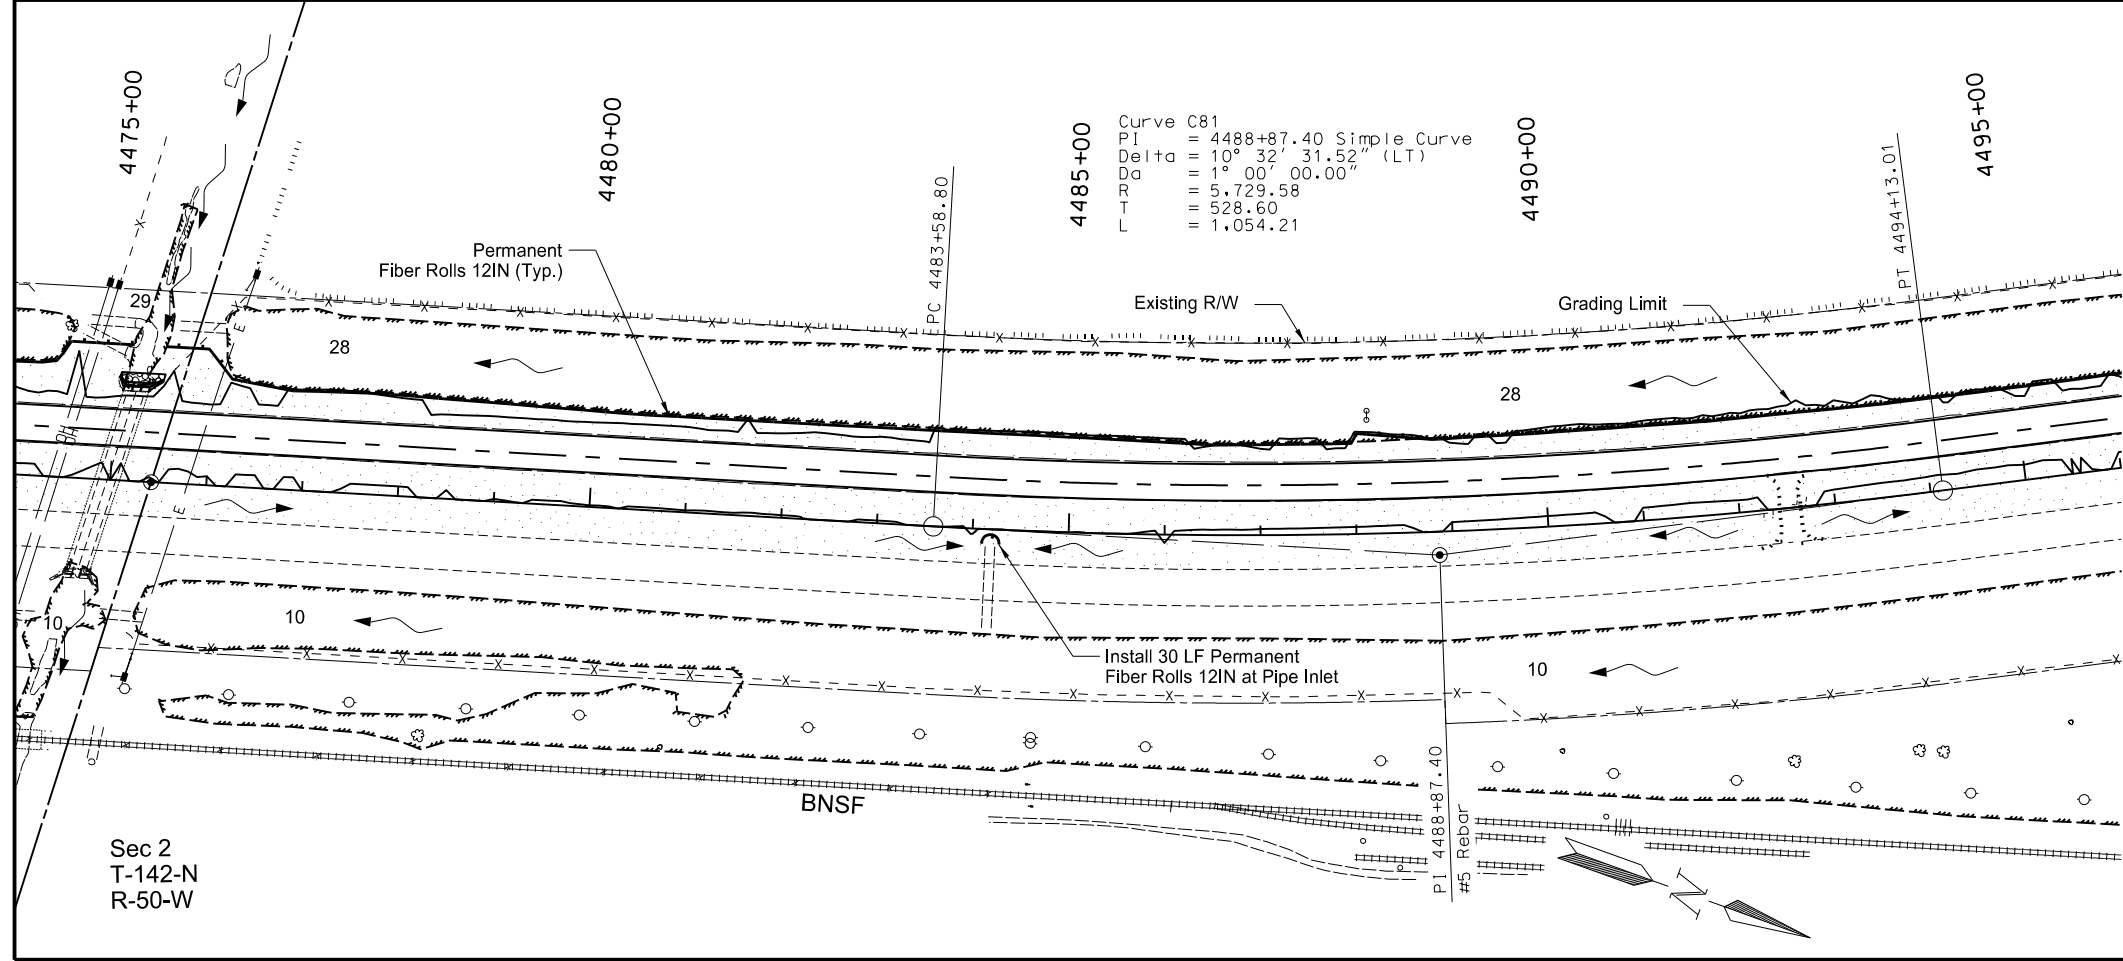 4475+00
4480+00
4485+00
4490+00
4495+00
Curve C81
PI = 4488+87.40 Simple Curve
Delta = 10° 32' 31.52" (LT)
Da = 1° 00' 00.00"
R = 5,729.58
T = 528.60
L = 1,054.21
PC 4483+58.80
PT 4494+13.01
Permanent
Fiber Rolls 12IN (Typ.)
Existing R/W
Grading Limit
29
28
28
E
OH
E
10
10
10
Install 30 LF Permanent
Fiber Rolls 12IN at Pipe Inlet
PI 4488+87.40
#5 Rebar
BNSF
Sec 2
T-142-N
R-50-W
N